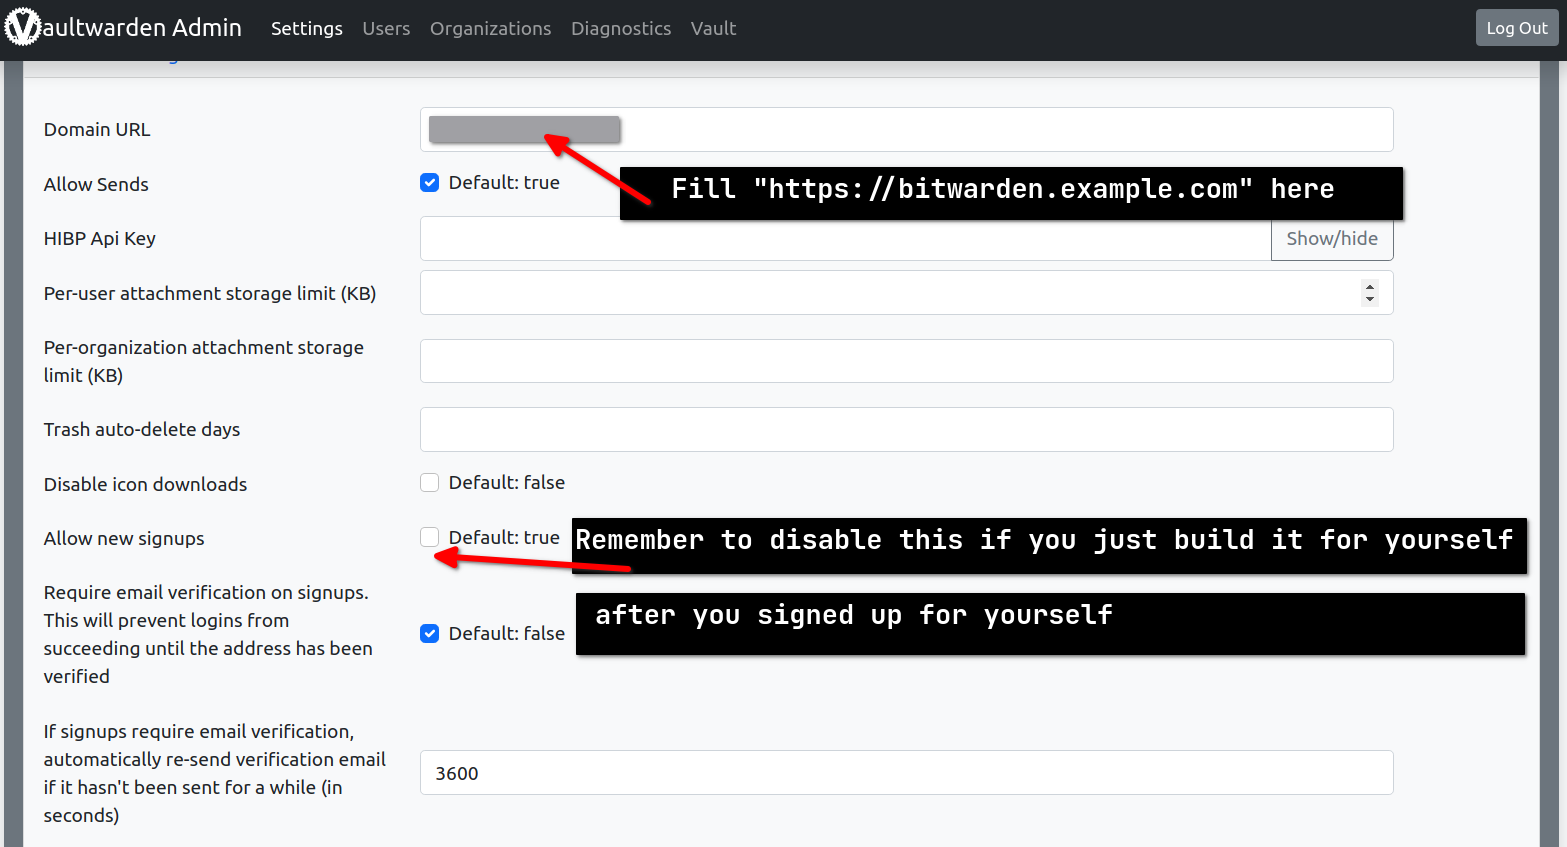 Vaultwarden Admin Settings Users Organizations Diagnostics Vault Log Out
Domain URL
Fill "https://bitwarden.example.com" here
Allow Sends Default: true
HIBP Api Key Show/hide
Per-user attachment storage limit (KB)
Per-organization attachment storage
limit (KB)
Trash auto-delete days
Disable icon downloads Default: false
Allow new signups Default: true Remember to disable this if you just build it for yourself
after you signed up for yourself
Require email verification on signups.
This will prevent logins from
succeeding until the address has been
verified
Default: false
If signups require email verification,
automatically re-send verification email
if it hasn't been sent for a while (in
seconds)
3600